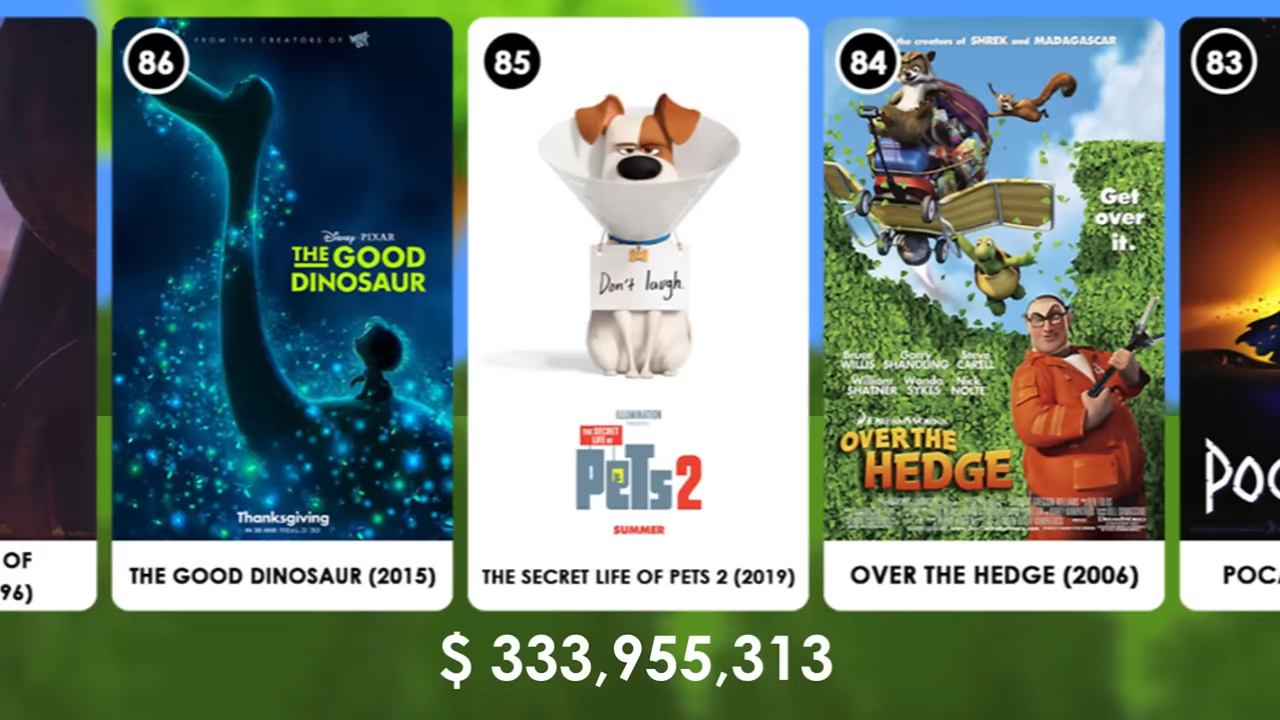 86
FROM THE CREATORS OF
Disney · PIXAR
THE GOOD
DINOSAUR
Thanksgiving
THE GOOD DINOSAUR (2015)
85
Don't laugh.
ILLUMINATION
PRESENTS
THE SECRET
LIFE OF
PETS 2
SUMMER
THE SECRET LIFE OF PETS 2 (2019)
84
the creators of SHREK and MADAGASCAR
Get
over
it.
Bruce Garry Steve
WILLIS SHANDLING CARELL
William Wanda Nick
SHATNER SYKES NOLTE
DREAMWORKS
OVER THE
HEDGE
OVER THE HEDGE (2006)
83
POC
POCA
OF
96)
$ 333,955,313